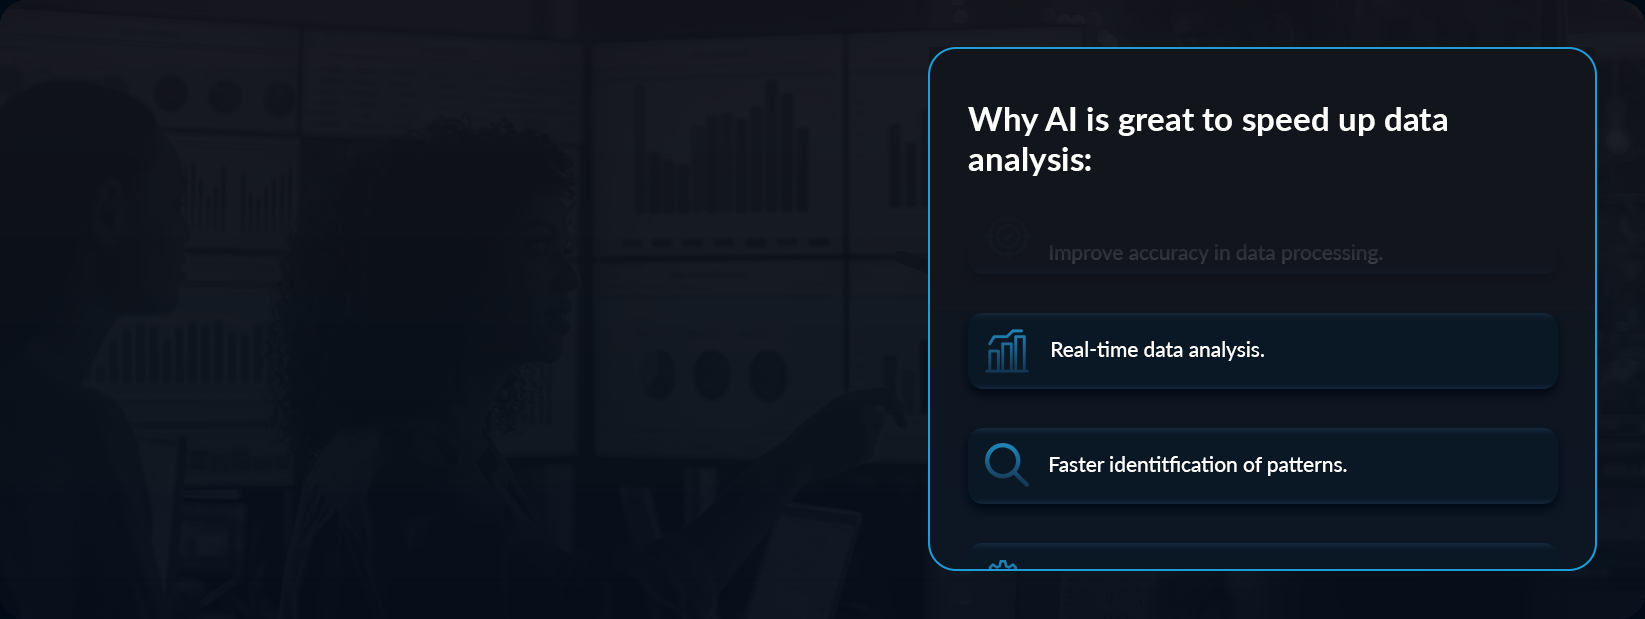 Why AI is great to speed up data
analysis:
Improve accuracy in data processing.
Real-time data analysis.
Faster identitfication of patterns.